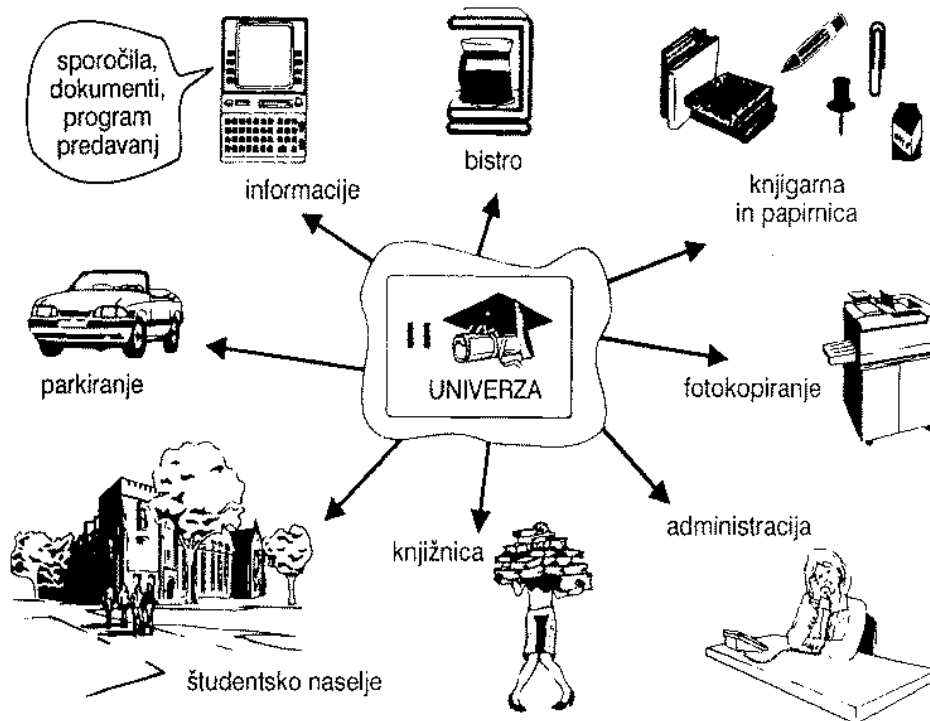 sporočila,
dokumenti,
program
predavanj
informacije
bistro
knjigarna
in papirnica
parkiranje
UNIVERZA
fotokopiranje
knjižnica
administracija
študentsko naselje